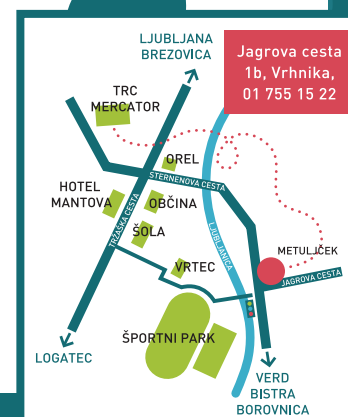 LJUBLJANA
BREZOVICA
Jagrova cesta
1b, Vrhnika,
01 755 15 22
TRC
MERCATOR
OREL
STERNENOVA CESTA
HOTEL
MANTOVA
OBČINA
ŠOLA
TRŽAŠKA CESTA
LJUBLJANICA
VRTEC
METULJČEK
JAGROVA CESTA
ŠPORTNI PARK
LOGATEC
VERD
BISTRA
BOROVNICA